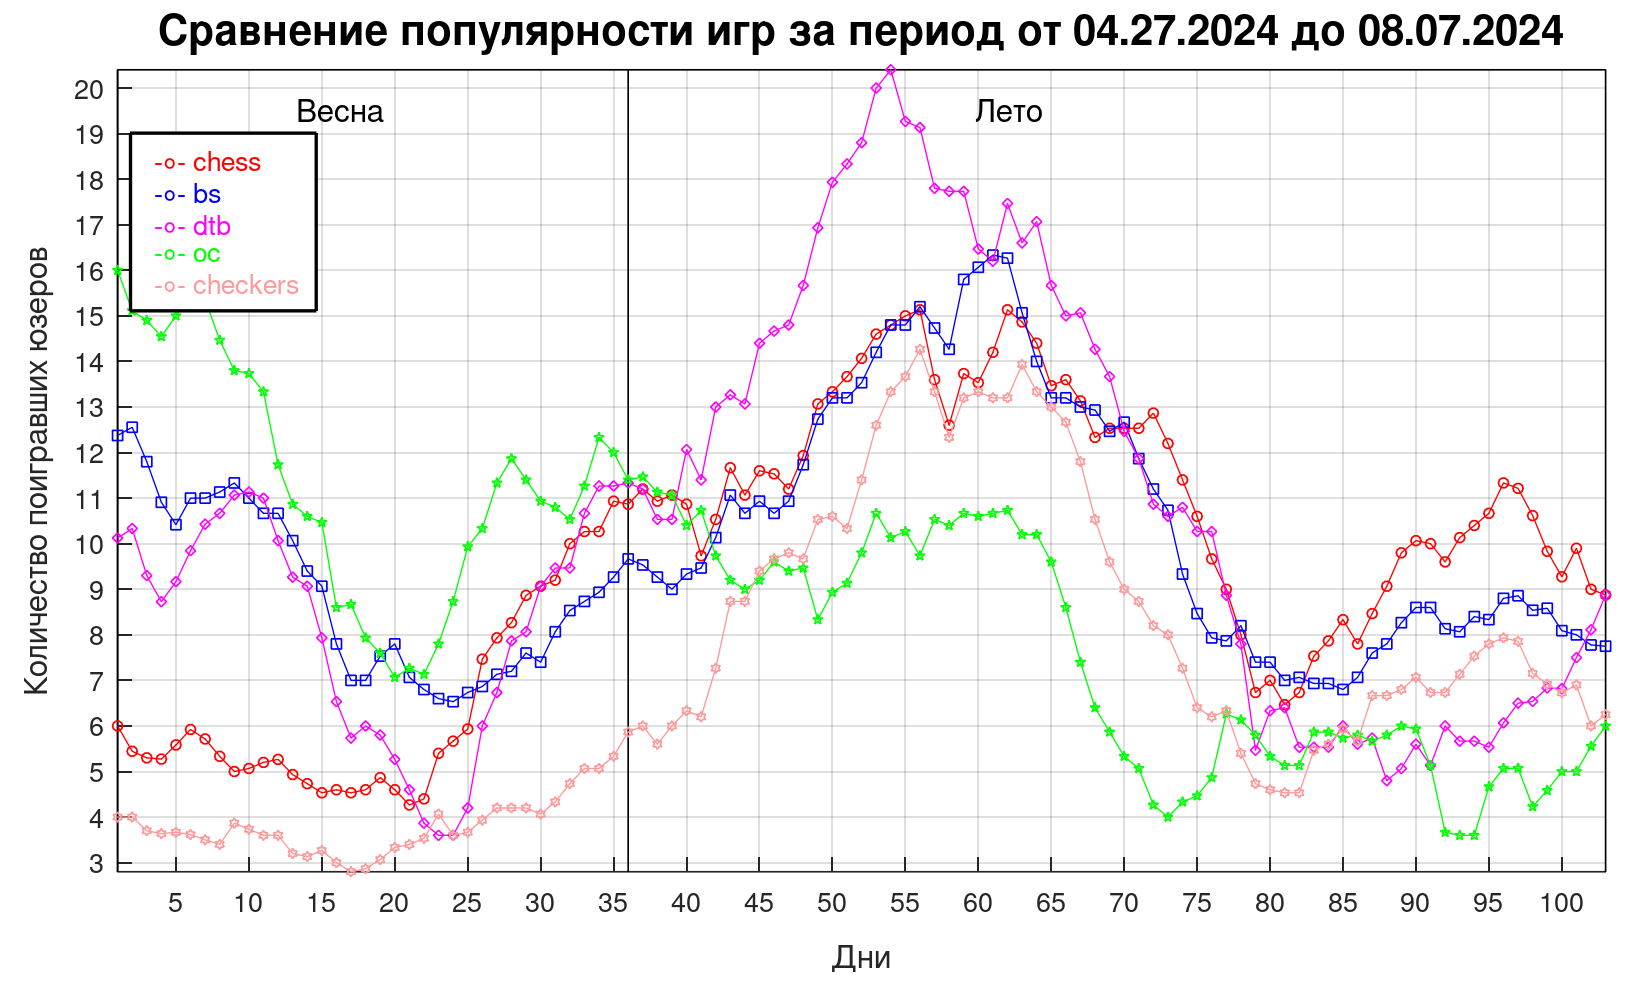 Сравнение популярности игр за период от 04.27.2024 до 08.07.2024
Весна
Лето
chess
bs
dtb
oc
checkers
Количество поигравших юзеров
20
19
18
17
16
15
14
13
12
11
10
9
8
7
6
5
4
3
5 10 15 20 25 30 35 40 45 50 55 60 65 70 75 80 85 90 95 100
Дни